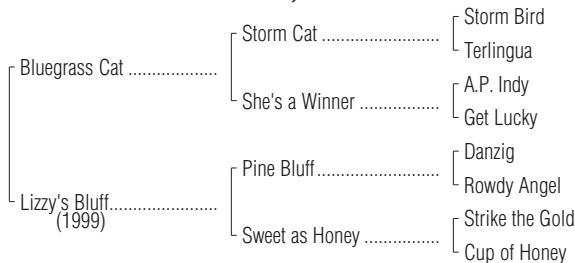 Storm Bird
Storm Cat ........................
Terlingua
Bluegrass Cat ..................
A.P. Indy
She's a Winner ................
Get Lucky
Danzig
Pine Bluff.........................
Rowdy Angel
Lizzy's Bluff......................
(1999)
Strike the Gold
Sweet as Honey ...............
Cup of Honey